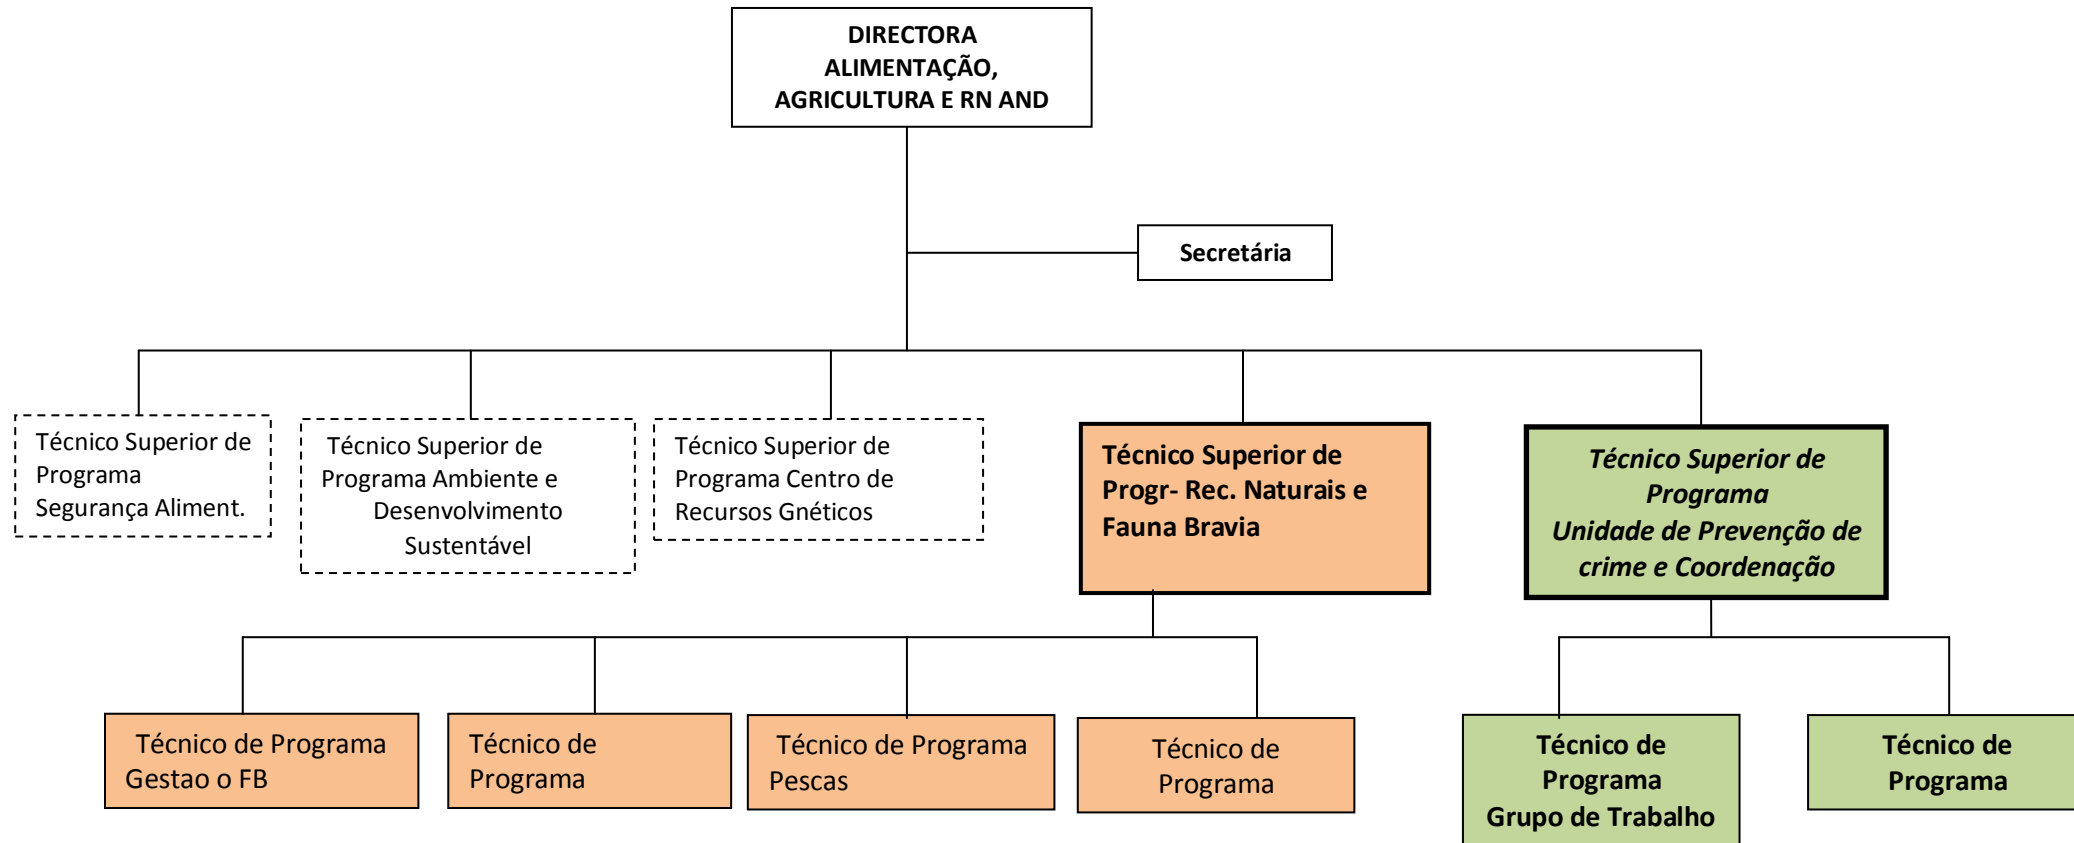 DIRECTORA
ALIMENTAÇÃO,
AGRICULTURA E RN AND
Secretária
Técnico Superior de
Programa
Segurança Aliment.
Técnico Superior de
Programa Ambiente e
Desenvolvimento
Sustentável
Técnico Superior de
Programa Centro de
Recursos Gnéticos
Técnico Superior de
Progr- Rec. Naturais e
Fauna Bravia
Técnico Superior de
Programa
Unidade de Prevenção de
crime e Coordenação
Técnico de Programa
Gestao o FB
Técnico de
Programa
Técnico de Programa
Pescas
Técnico de
Programa
Técnico de
Programa
Grupo de Trabalho
Técnico de
Programa